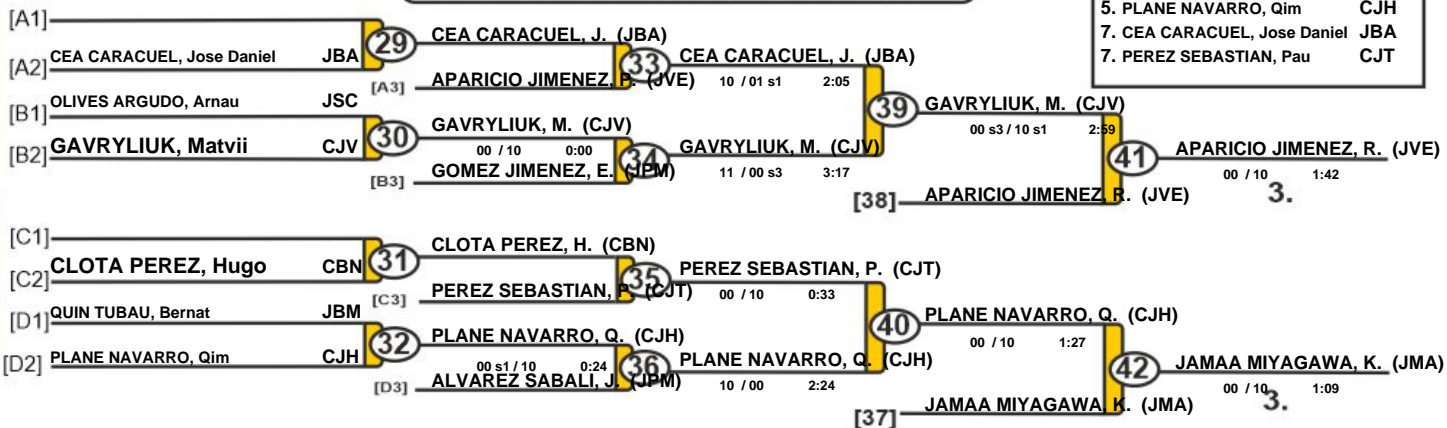 5. PLANE NAVARRO, Qim CJH
7. CEA CARACUEL, Jose Daniel JBA
7. PEREZ SEBASTIAN, Pau CJT
[A1]
[A2] CEA CARACUEL, Jose Daniel JBA
29
CEA CARACUEL, J. (JBA)
[A3] APARICIO JIMENEZ, P. (JVE)
33
CEA CARACUEL, J. (JBA)
10 / 01 s1 2:05
[B1] OLIVES ARGUDO, Arnau JSC
[B2] GAVRYLIUK, Matvii CJV
30
GAVRYLIUK, M. (CJV)
00 / 10 0:00
[B3] GOMEZ JIMENEZ, E. (JPM)
34
GAVRYLIUK, M. (CJV)
11 / 00 s3 3:17
39
GAVRYLIUK, M. (CJV)
00 s3 / 10 s1 2:59
[38] APARICIO JIMENEZ, R. (JVE)
41
APARICIO JIMENEZ, R. (JVE)
00 / 10 1:42
3.
[C1]
[C2] CLOTA PEREZ, Hugo CBN
31
CLOTA PEREZ, H. (CBN)
[C3] PEREZ SEBASTIAN, P. (CJT)
35
PEREZ SEBASTIAN, P. (CJT)
00 / 10 0:33
[D1] QUIN TUBAU, Bernat JBM
[D2] PLANE NAVARRO, Qim CJH
32
PLANE NAVARRO, Q. (CJH)
00 s1 / 10 0:24
[D3] ALVAREZ SABALI, J. (JPM)
36
PLANE NAVARRO, Q. (CJH)
10 / 00 2:24
40
PLANE NAVARRO, Q. (CJH)
00 / 10 1:27
[37] JAMAA MIYAGAWA, K. (JMA)
42
JAMAA MIYAGAWA, K. (JMA)
00 / 10 1:09
3.